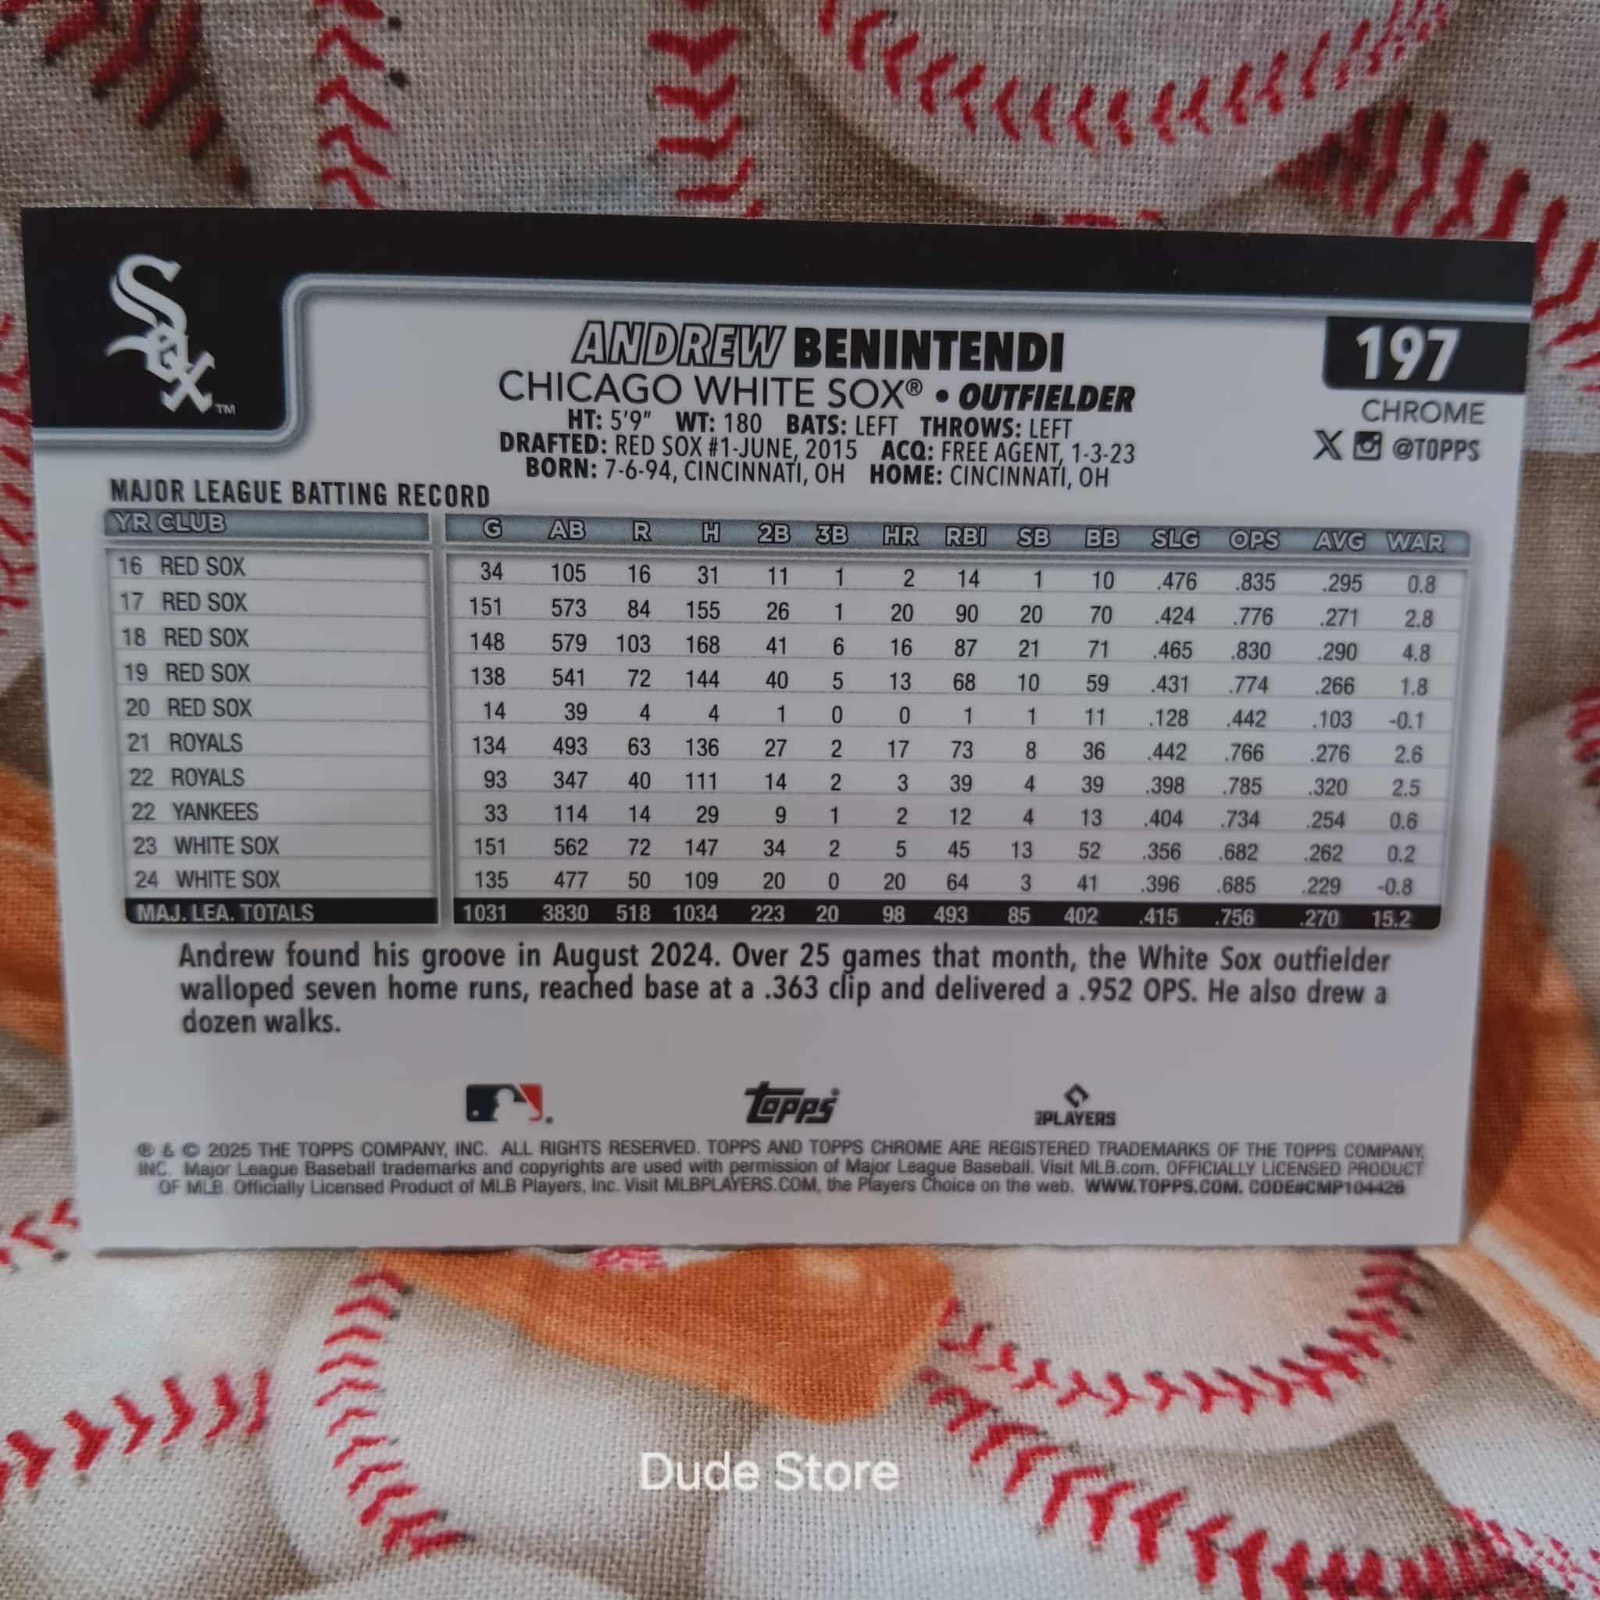 Sox™
ANDREW BENINTENDI
197
CHICAGO WHITE SOX® • OUTFIELDER
CHROME
HT: 5'9" WT: 180 BATS: LEFT THROWS: LEFT
DRAFTED: RED SOX #1-JUNE, 2015 ACQ: FREE AGENT, 1-3-23
X @TOPPS
BORN: 7-6-94, CINCINNATI, OH HOME: CINCINNATI, OH
MAJOR LEAGUE BATTING RECORD
YR CLUB G AB R H 2B 3B HR RBI SB BB SLG OPS AVG WAR
16 RED SOX 34 105 16 31 11 1 2 14 1 10 .476 .835 .295 0.8
17 RED SOX 151 573 84 155 26 1 20 90 20 70 .424 .776 .271 2.8
18 RED SOX 148 579 103 168 41 6 16 87 21 71 .465 .830 .290 4.8
19 RED SOX 138 541 72 144 40 5 13 68 10 59 .431 .774 .266 1.8
20 RED SOX 14 39 4 4 1 0 0 1 1 11 .128 .442 .103 -0.1
21 ROYALS 134 493 63 136 27 2 17 73 8 36 .442 .766 .276 2.6
22 ROYALS 93 347 40 111 14 2 3 39 4 39 .398 .785 .320 2.5
22 YANKEES 33 114 14 29 9 1 2 12 4 13 .404 .734 .254 0.6
23 WHITE SOX 151 562 72 147 34 2 5 45 13 52 .356 .682 .262 0.2
24 WHITE SOX 135 477 50 109 20 0 20 64 3 41 .396 .685 .229 -0.8
MAJ. LEA. TOTALS 1031 3830 518 1034 223 20 98 493 85 402 .415 .756 .270 15.2
Andrew found his groove in August 2024. Over 25 games that month, the White Sox outfielder
walloped seven home runs, reached base at a .363 clip and delivered a .952 OPS. He also drew a
dozen walks.
topps
PLAYERS
® & © 2025 THE TOPPS COMPANY, INC. ALL RIGHTS RESERVED. TOPPS AND TOPPS CHROME ARE REGISTERED TRADEMARKS OF THE TOPPS COMPANY,
INC. Major League Baseball trademarks and copyrights are used with permission of Major League Baseball. Visit MLB.com. OFFICIALLY LICENSED PRODUCT
OF MLB. Officially Licensed Product of MLB Players, Inc. Visit MLBPLAYERS.COM, the Players Choice on the web. WWW.TOPPS.COM. CODE#CMP104426
Dude Store